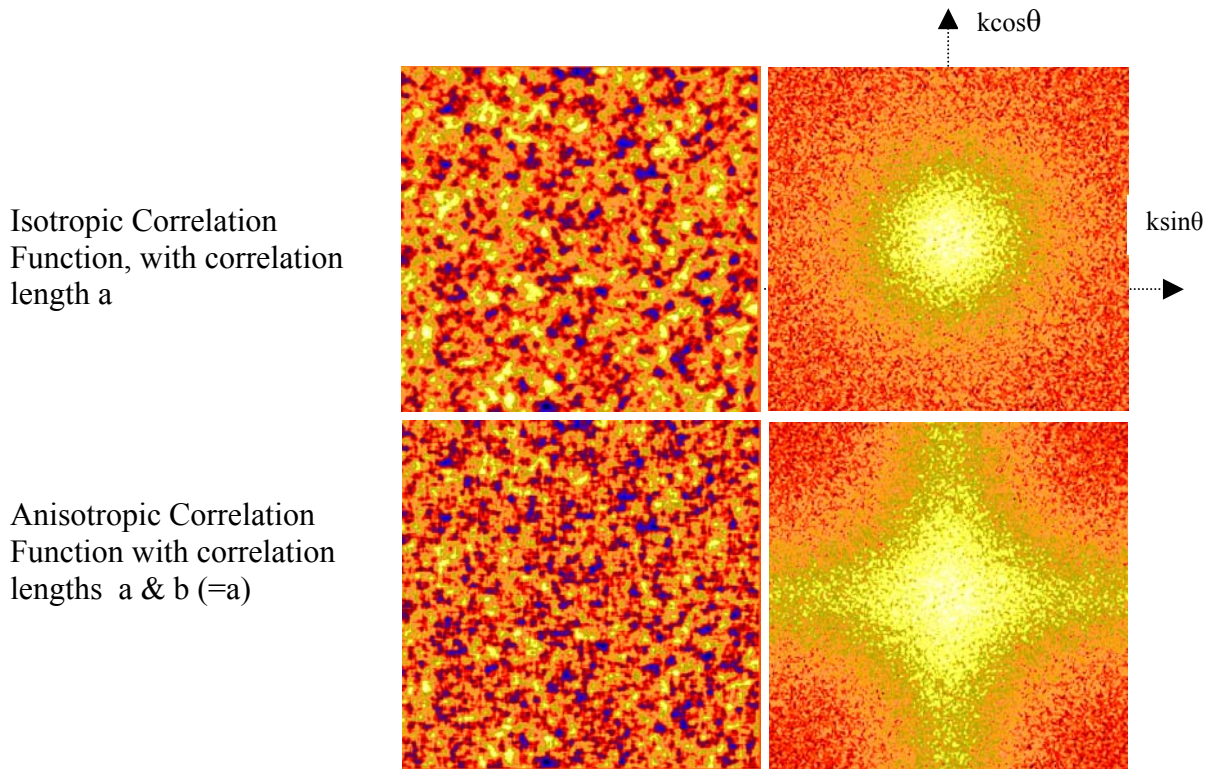 kcosθ
Isotropic Correlation
Function, with correlation
length a
ksinθ
Anisotropic Correlation
Function with correlation
lengths a & b (=a)